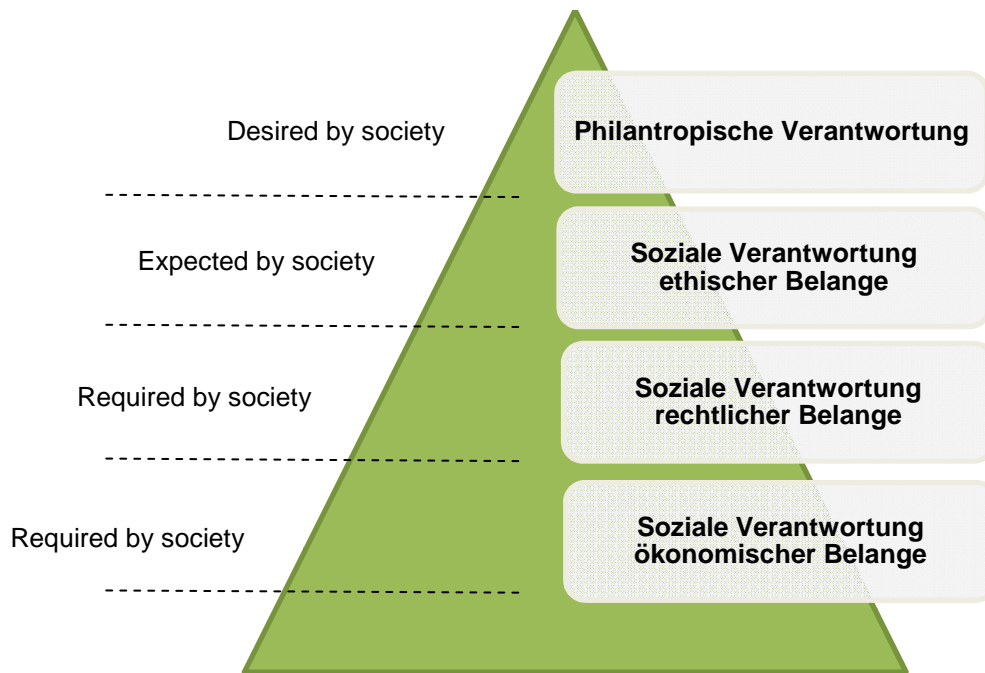 Desired by society
Philantropische Verantwortung
Expected by society
Soziale Verantwortung
ethischer Belange
Required by society
Soziale Verantwortung
rechtlicher Belange
Required by society
Soziale Verantwortung
ökonomischer Belange